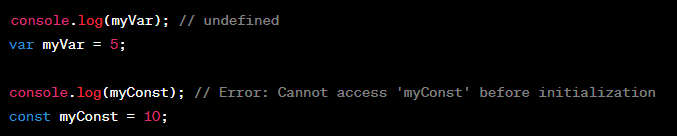 console.log(myVar); // undefined
var myVar = 5;
console.log(myConst); // Error: Cannot access 'myConst' before initialization
const myConst = 10;